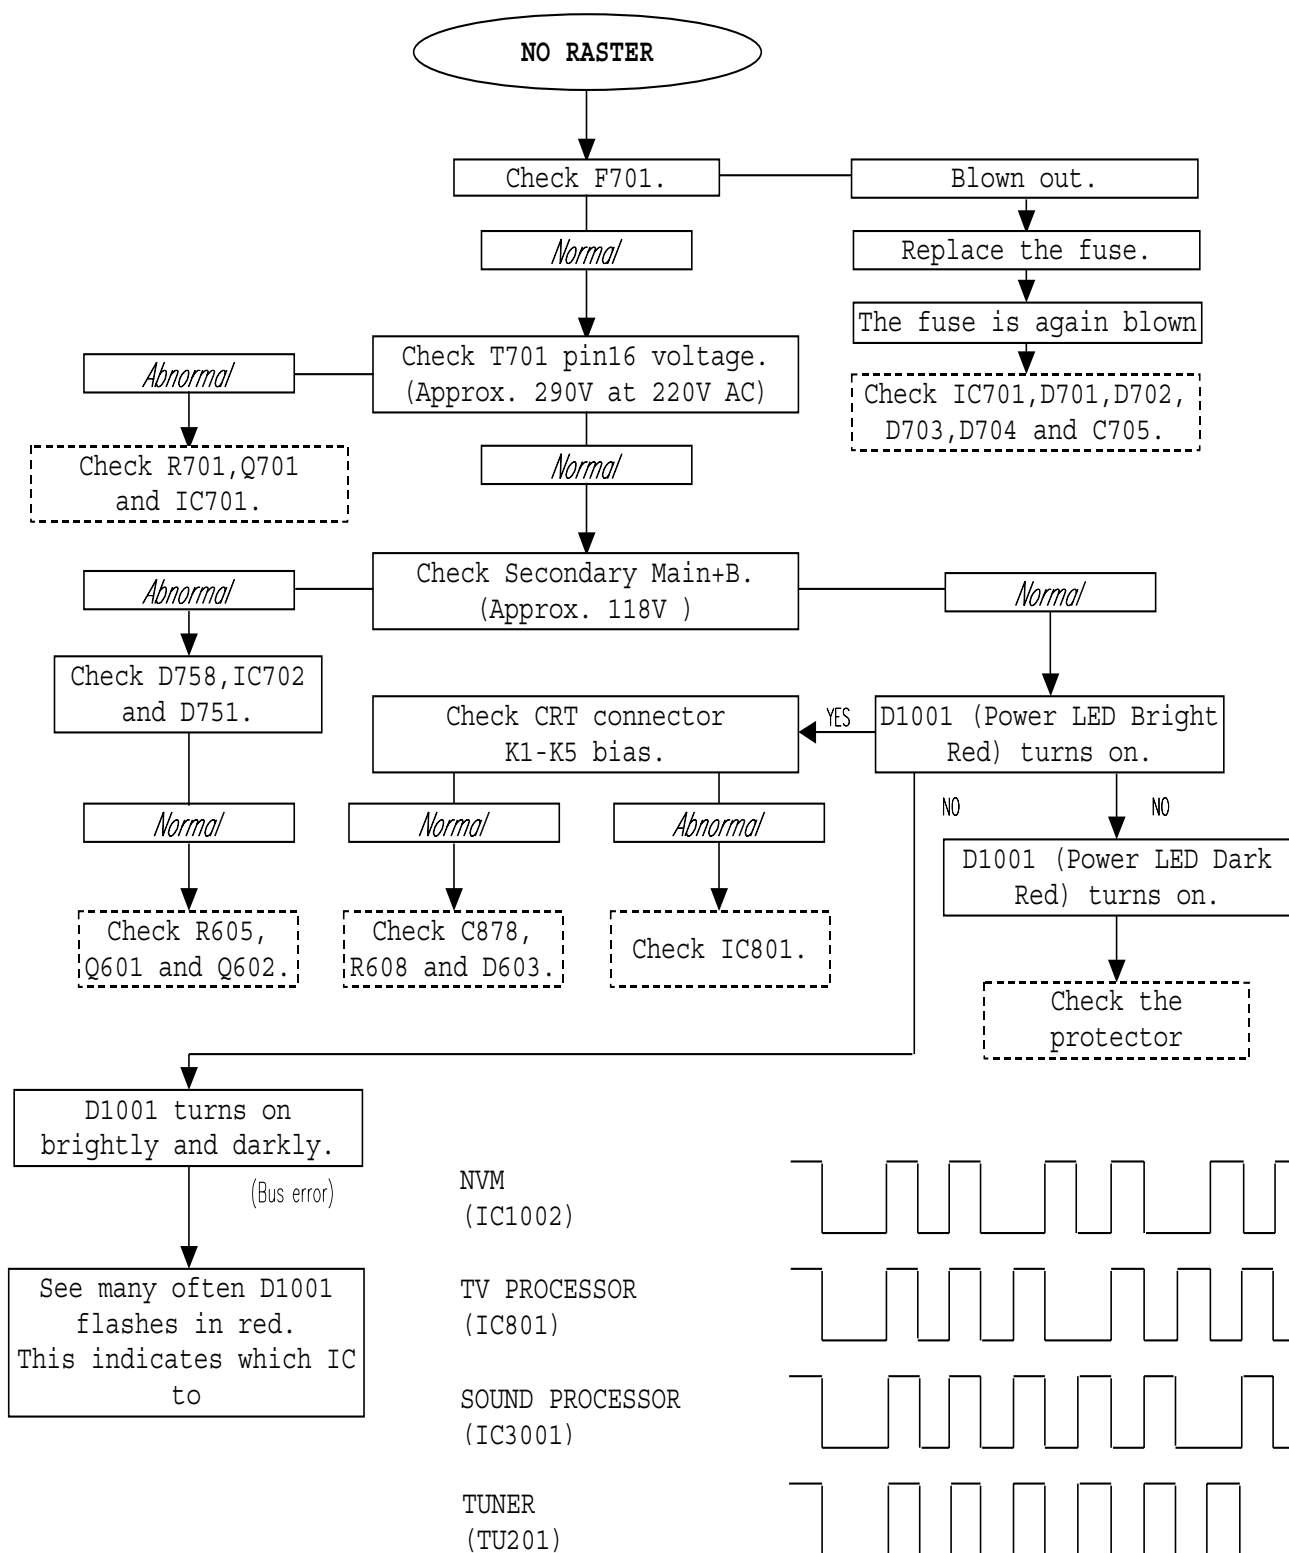 NO RASTER
Check F701.
Blown out.
Normal
Replace the fuse.
The fuse is again blown
Abnormal
Check T701 pin16 voltage.
(Approx. 290V at 220V AC)
Check IC701,D701,D702,
D703,D704 and C705.
Check R701,Q701
and IC701.
Normal
Abnormal
Check Secondary Main+B.
(Approx. 118V )
Normal
Check D758,IC702
and D751.
Check CRT connector
K1-K5 bias.
YES
D1001 (Power LED Bright
Red) turns on.
Normal
Normal
Abnormal
NO
NO
D1001 (Power LED Dark
Red) turns on.
Check R605,
Q601 and Q602.
Check C878,
R608 and D603.
Check IC801.
Check the
protector
D1001 turns on
brightly and darkly.
(Bus error)
See many often D1001
flashes in red.
This indicates which IC
to
NVM
(IC1002)
TV PROCESSOR
(IC801)
SOUND PROCESSOR
(IC3001)
TUNER
(TU201)